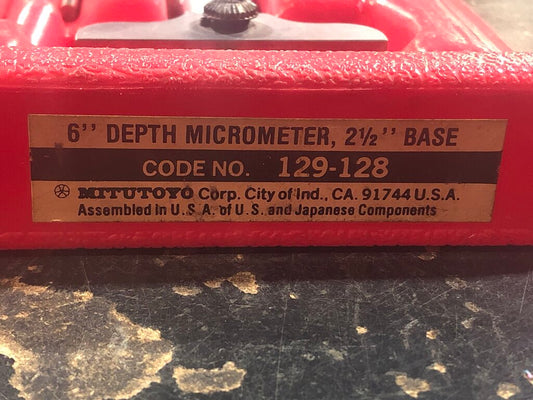 6" DEPTH MICROMETER, 2½" BASE
CODE NO. 129-128
MITUTOYO Corp. City of Ind., CA. 91744 U.S.A.
Assembled In U.S.A. of U.S. and Japanese Components